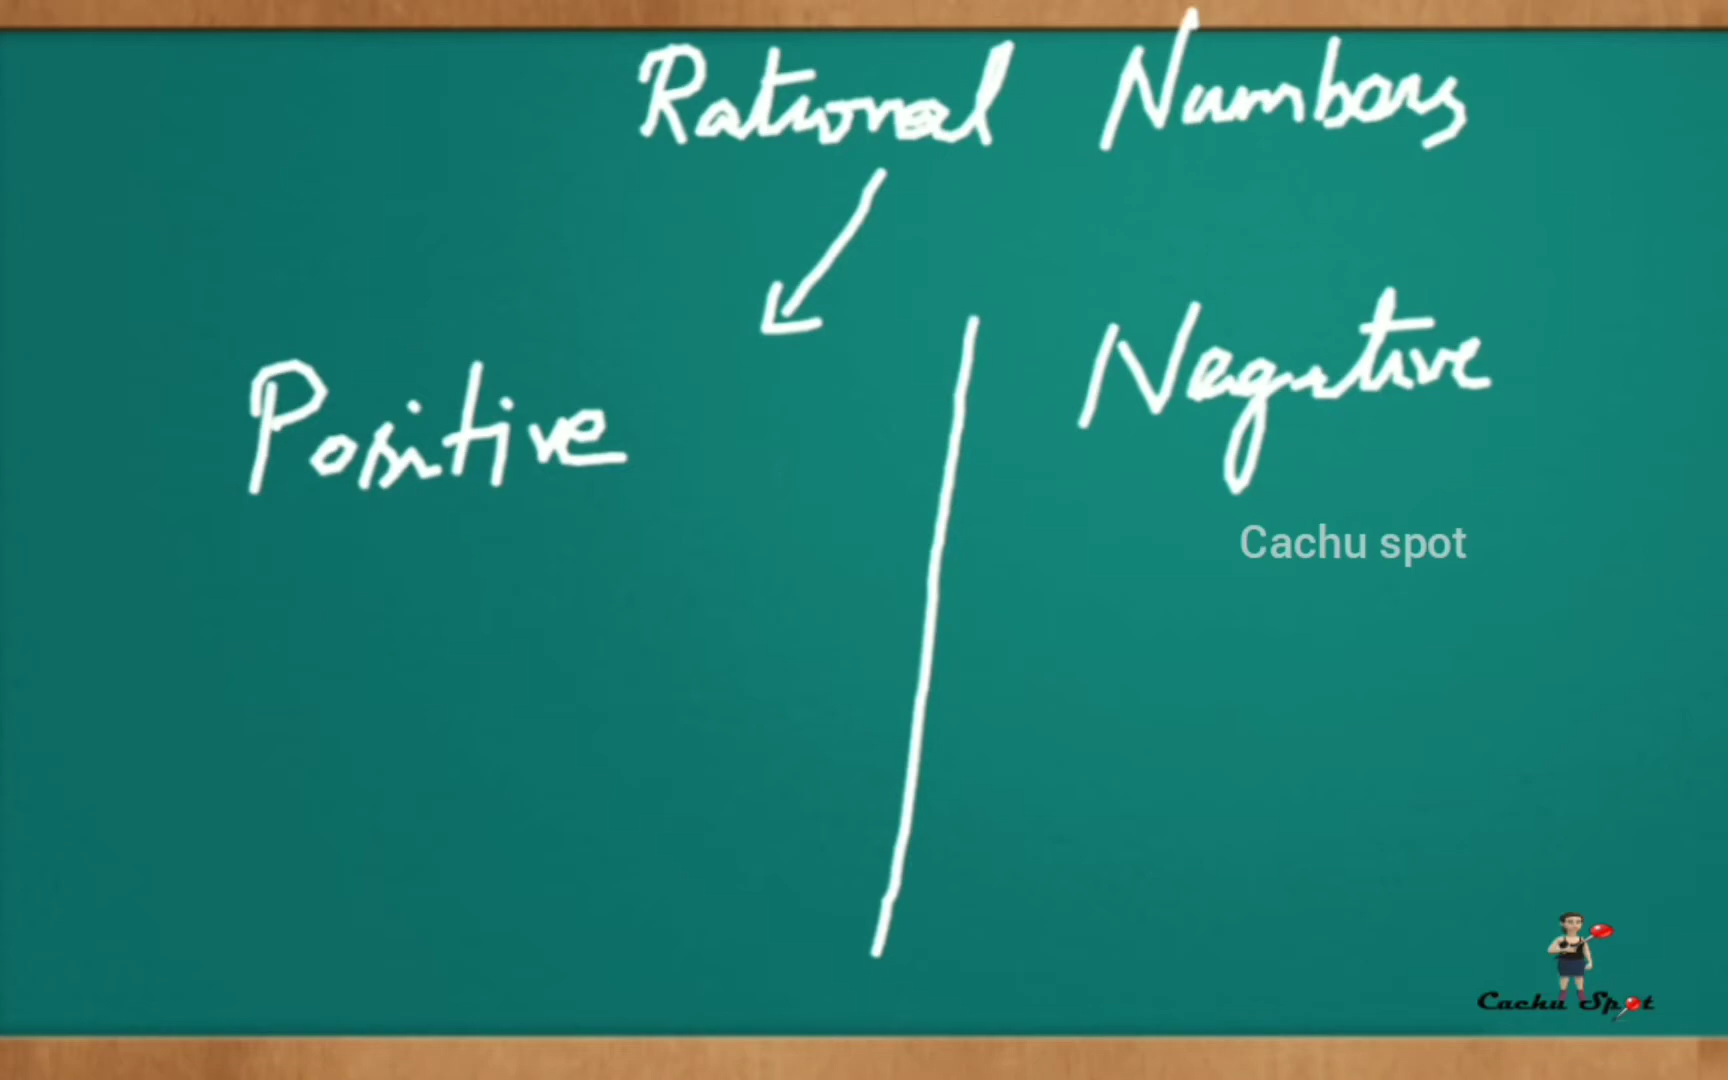 Rational Numbers
Positive
Negative
Cachu spot
Cachu Spot